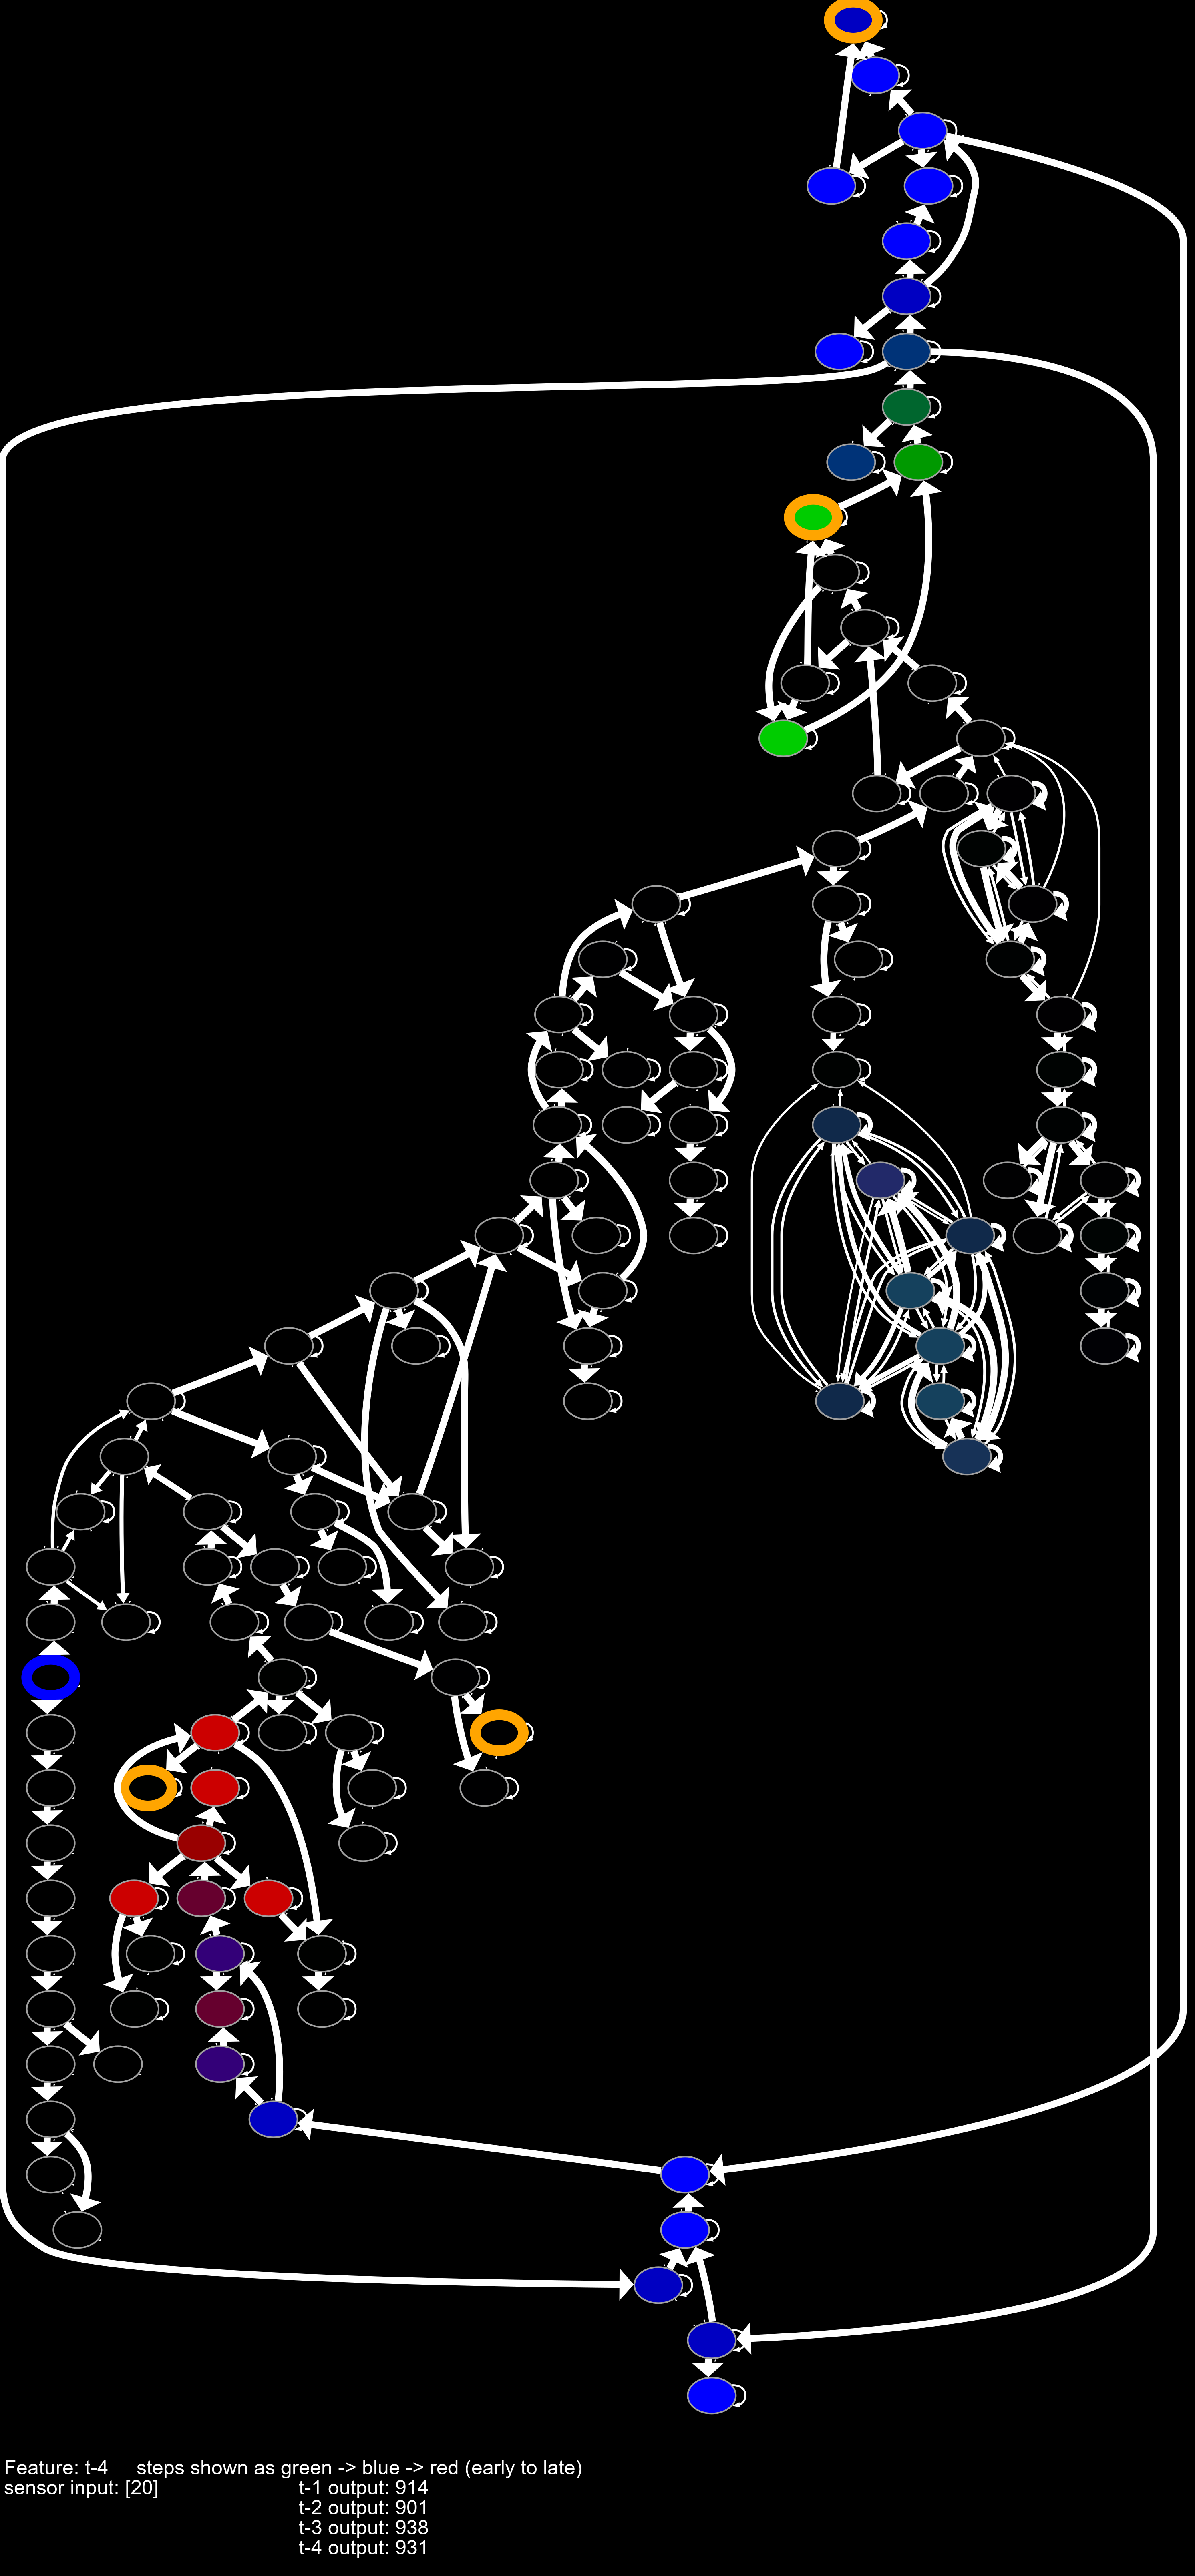 Feature: t-4     steps shown as green -> blue -> red (early to late)
sensor input: [20]     t-1 output: 914
t-2 output: 901
t-3 output: 938
t-4 output: 931